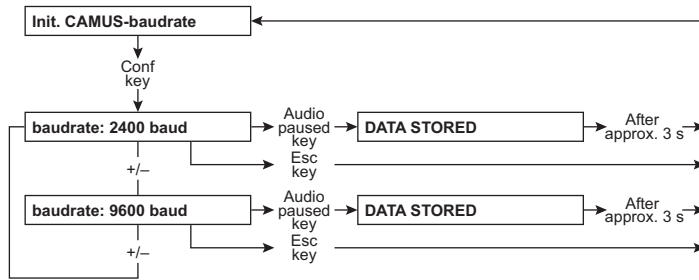 Init. CAMUS-baudrate
Conf
key
baudrate: 2400 baud
Audio
paused
key
DATA STORED
After
approx. 3 s
Esc
key
+/–
baudrate: 9600 baud
Audio
paused
key
DATA STORED
After
approx. 3 s
Esc
key
+/–